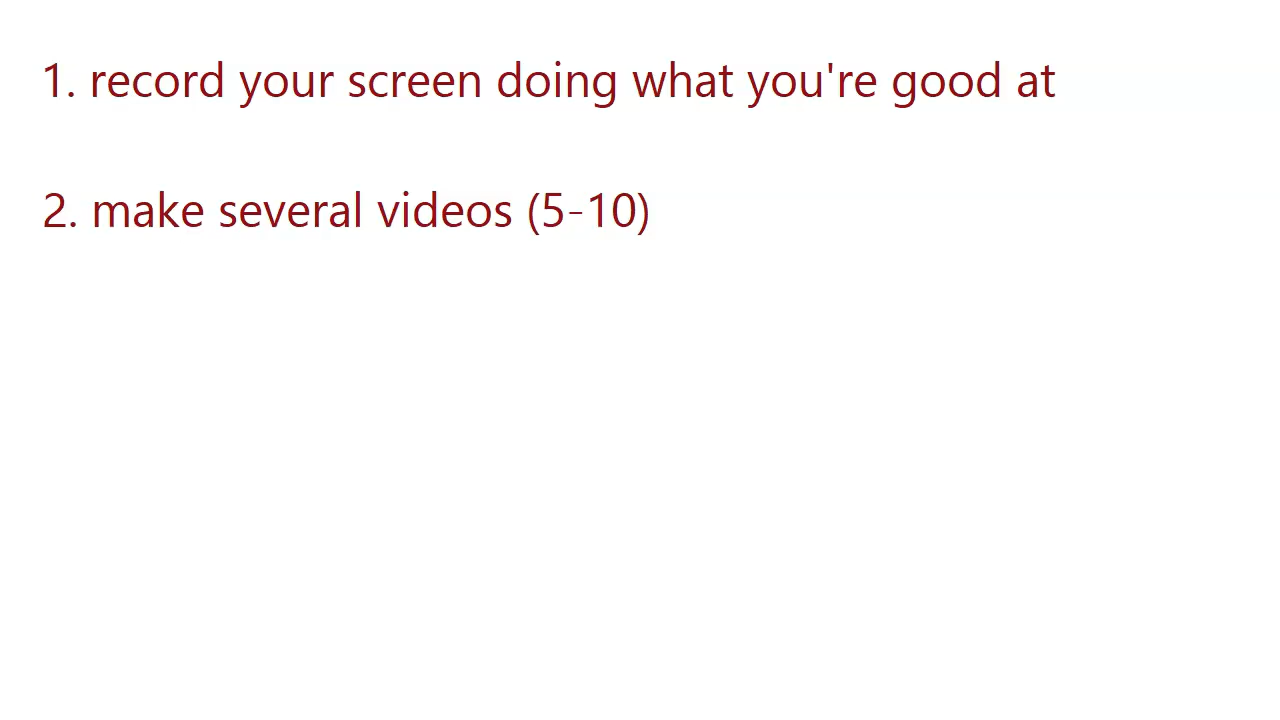 1. record your screen doing what you're good at
2. make several videos (5-10)